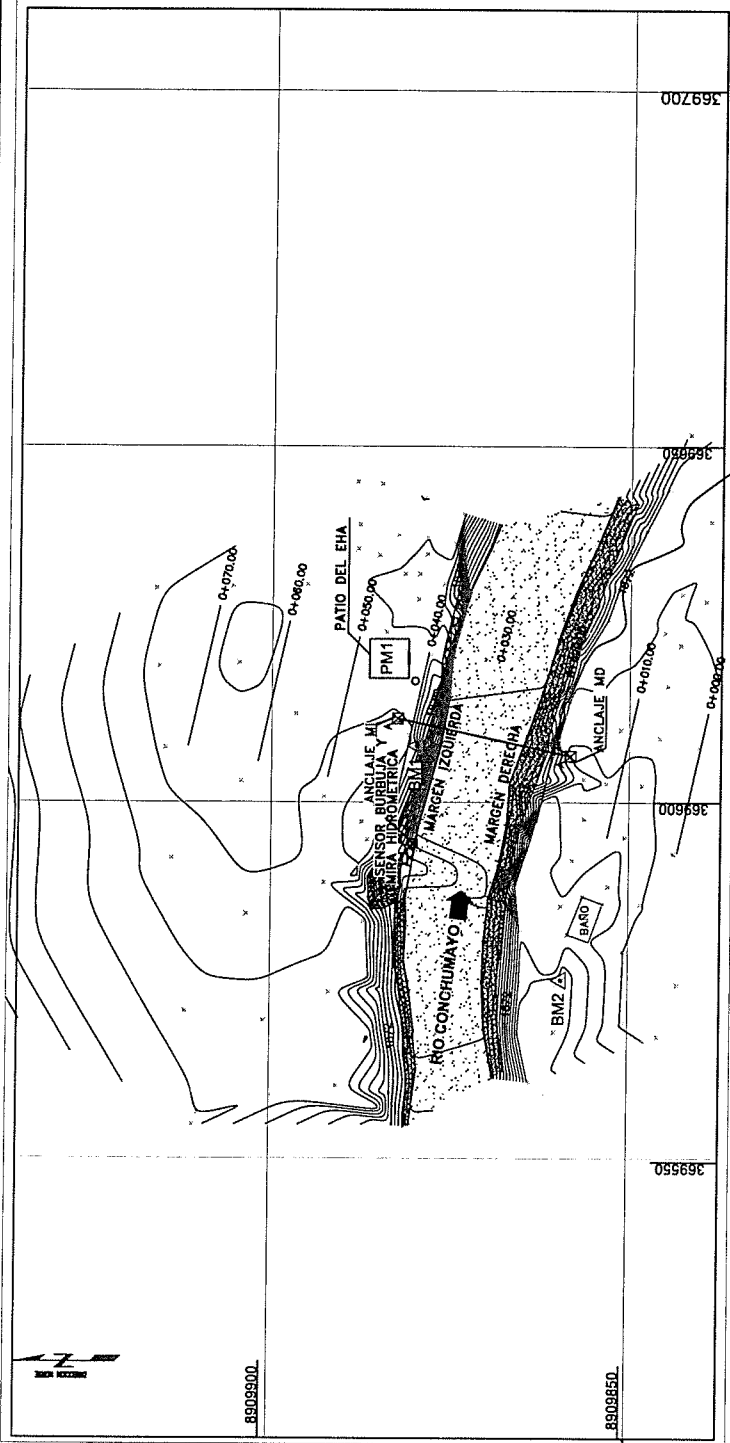 369700
369650
369600
369550
8909900
8909850
DIRECCION NORTE
0+070.00
0+060.00
0+050.00
0+040.00
0+030.00
0+010.00
0+000.00
PATIO DEL EHA
PM1
ANCLAJE MI
SENSOR BURBUJA Y
MIRA HIDROMETRICA
BM1
MARGEN IZQUIERDA
MARGEN DERECHA
RIO CONCHUMAYO
ANCLAJE MD
BAÑO
BM2